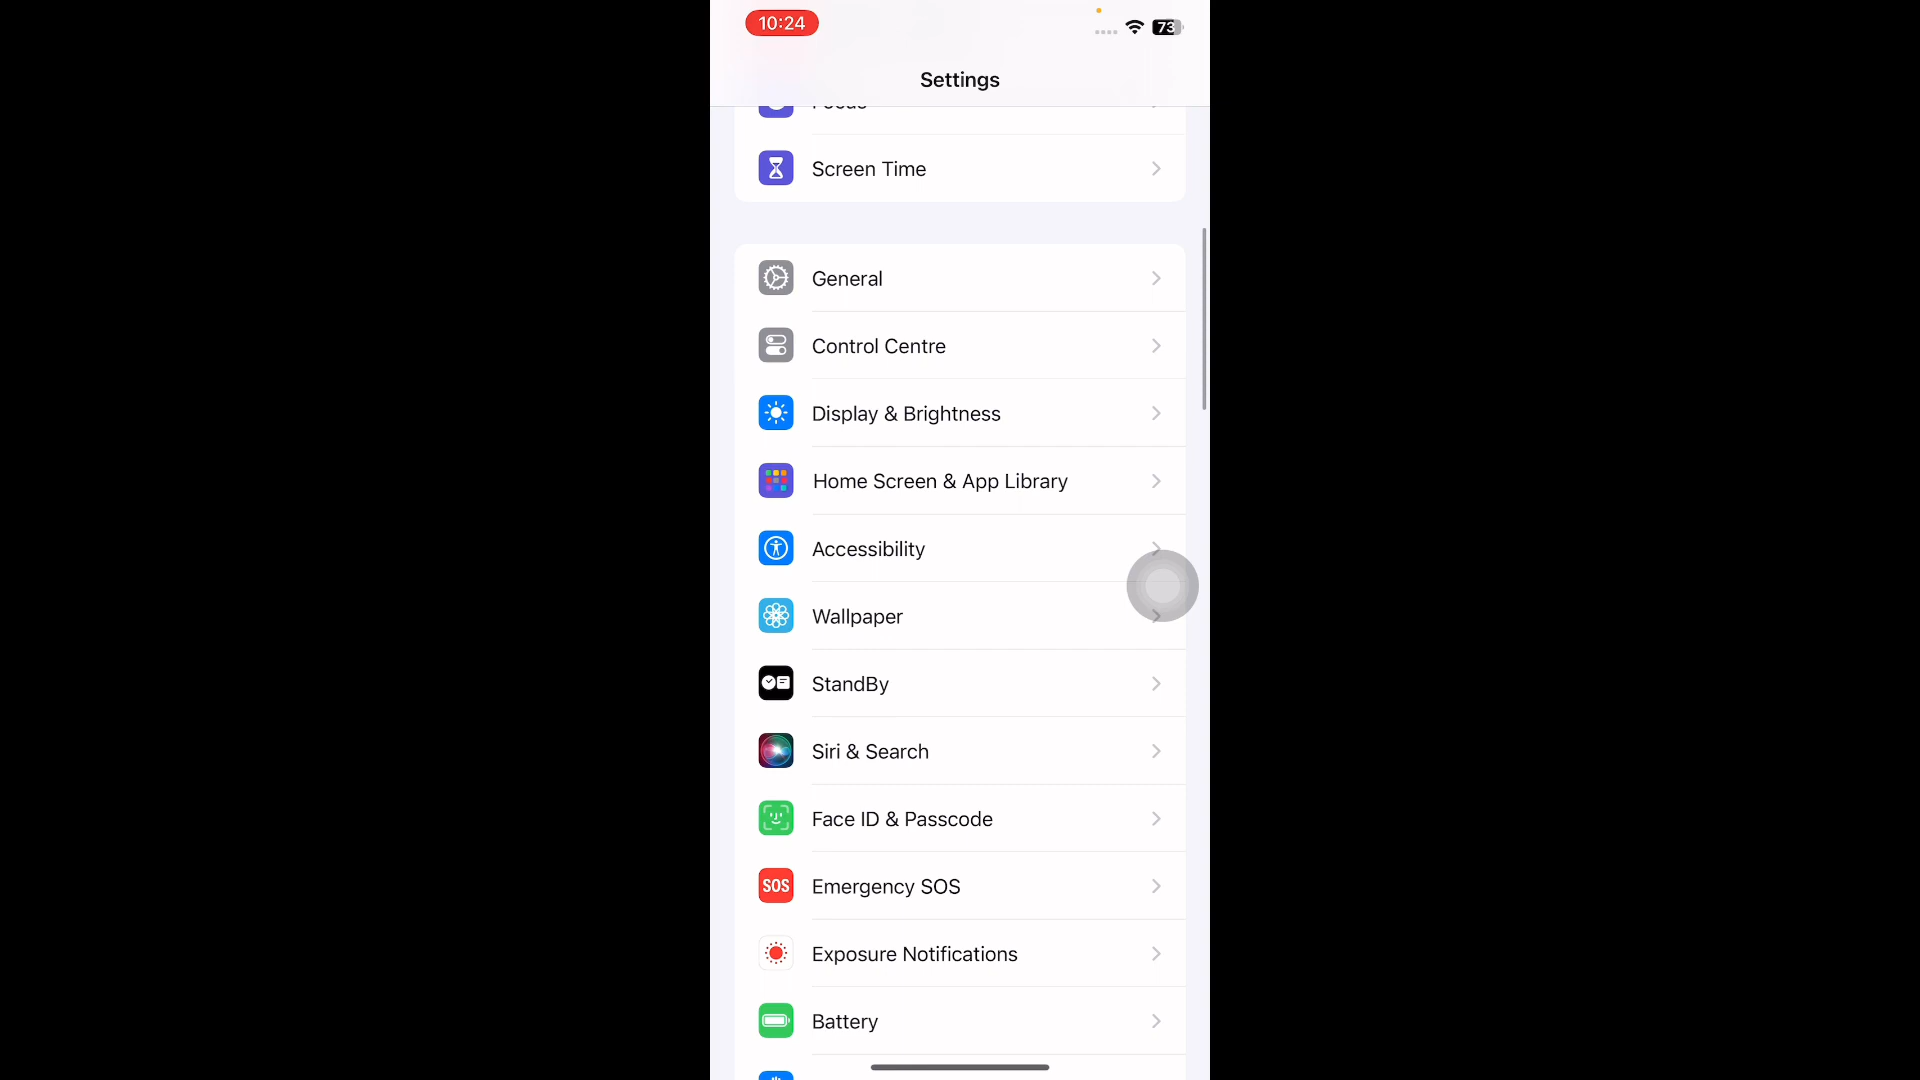 10:24
73
Settings
Focus
Screen Time
General
Control Centre
Display & Brightness
Home Screen & App Library
Accessibility
Wallpaper
StandBy
Siri & Search
Face ID & Passcode
SOS
Emergency SOS
Exposure Notifications
Battery